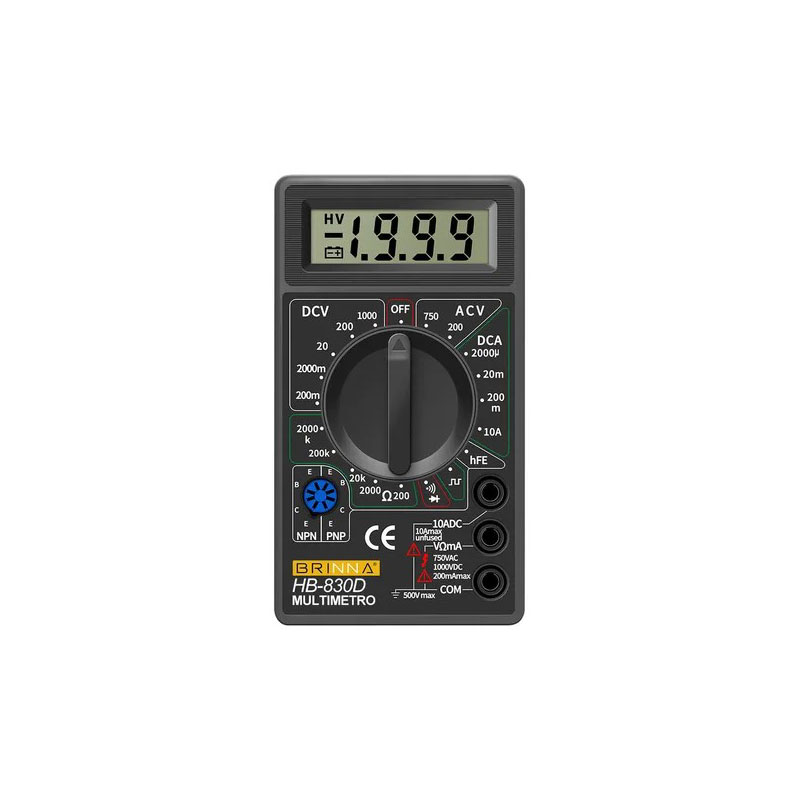 HV
-1.9.9.9
DCV
OFF
ACV
1000
750
200
200
DCA
20
2000µ
2000m
20m
200m
200
m
2000
k
10A
200k
hFE
20k
2000
Ω
200
E
E
B
B
C
C
E
E
NPN
PNP
CE
10ADC
10Amax
unfused
VΩmA
750VAC
1000VDC
200mAmax
COM
500V max
BRINNA®
HB-830D
MULTIMETRO